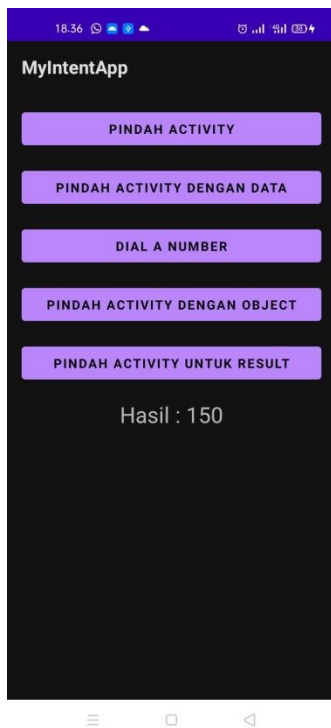 18.36
MyIntentApp
PINDAH ACTIVITY
PINDAH ACTIVITY DENGAN DATA
DIAL A NUMBER
PINDAH ACTIVITY DENGAN OBJECT
PINDAH ACTIVITY UNTUK RESULT
Hasil : 150